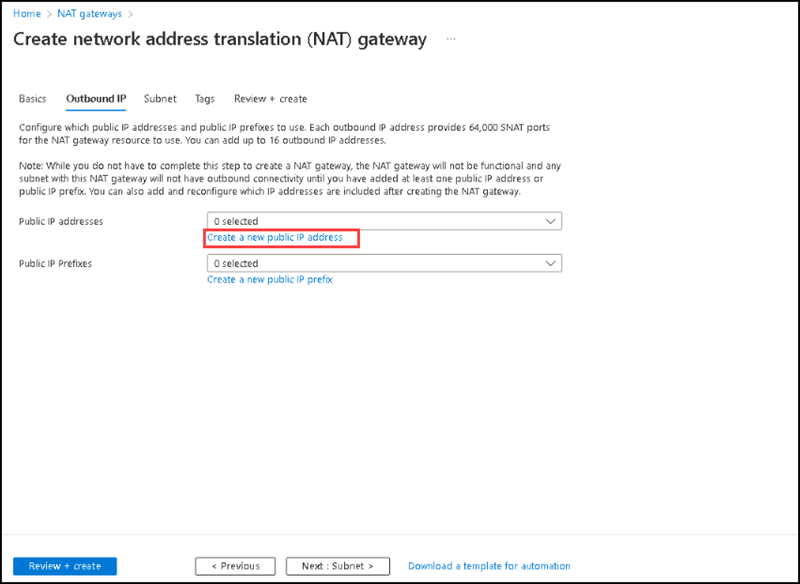 Home > NAT gateways >
Create network address translation (NAT) gateway ...
Basics Outbound IP Subnet Tags Review + create
Configure which public IP addresses and public IP prefixes to use. Each outbound IP address provides 64,000 SNAT ports
for the NAT gateway resource to use. You can add up to 16 outbound IP addresses.
Note: While you do not have to complete this step to create a NAT gateway, the NAT gateway will not be functional and any
subnet with this NAT gateway will not have outbound connectivity until you have added at least one public IP address or
public IP prefix. You can also add and reconfigure which IP addresses are included after creating the NAT gateway.
Public IP addresses 0 selected
Create a new public IP address
Public IP Prefixes 0 selected
Create a new public IP prefix
Review + create < Previous Next : Subnet > Download a template for automation